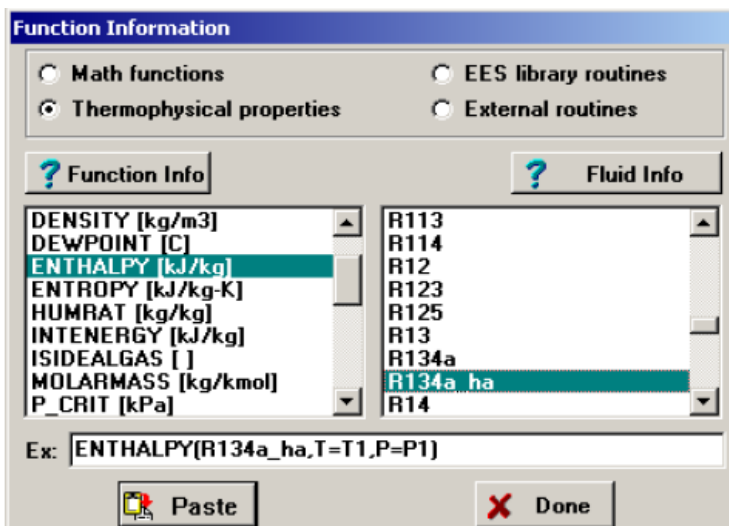 Function Information
Math functions
EES library routines
Thermophysical properties
External routines
? Function Info
? Fluid Info
DENSITY [kg/m3]
DEWPOINT [C]
ENTHALPY [kJ/kg]
ENTROPY [kJ/kg-K]
HUMRAT [kg/kg]
INTENERGY [kJ/kg]
ISIDEALGAS [ ]
MOLARMASS [kg/kmol]
P_CRIT [kPa]
R113
R114
R12
R123
R125
R13
R134a
R134a_ha
R14
Ex: ENTHALPY(R134a_ha,T=T1,P=P1)
Paste
Done